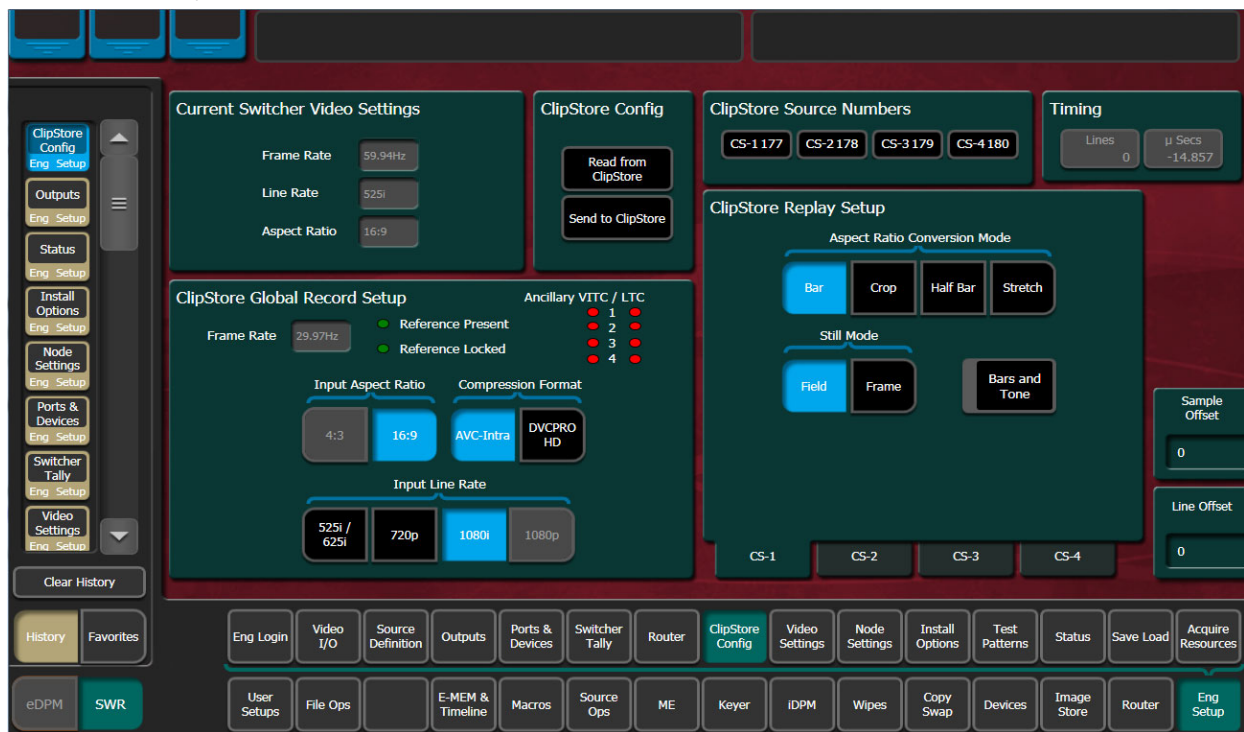 Current Switcher Video Settings
Frame Rate 59.94Hz
Line Rate 525i
Aspect Ratio 16:9
ClipStore Config
Read from
ClipStore
Send to ClipStore
ClipStore Source Numbers
CS-1 177 CS-2 178 CS-3 179 CS-4 180
Timing
Lines
0
µ Secs
-14.857
ClipStore
Config
Eng Setup
Outputs
Eng Setup
Status
Eng Setup
Install
Options
Eng Setup
Node
Settings
Eng Setup
Ports &
Devices
Eng Setup
Switcher
Tally
Eng Setup
Video
Settings
Eng Setup
Clear History
History
Favorites
eDPM
SWR
ClipStore Global Record Setup
Frame Rate 29.97Hz
Reference Present
Reference Locked
Ancillary VITC / LTC
1
2
3
4
Input Aspect Ratio
4:3
16:9
Compression Format
AVC-Intra
DVCPRO
HD
Input Line Rate
525i /
625i
720p
1080i
1080p
ClipStore Replay Setup
Aspect Ratio Conversion Mode
Bar
Crop
Half Bar
Stretch
Still Mode
Field
Frame
Bars and
Tone
CS-1
CS-2
CS-3
CS-4
Sample
Offset
0
Line Offset
0
Eng Login
Video
I/O
Source
Definition
Outputs
Ports &
Devices
Switcher
Tally
Router
ClipStore
Config
Video
Settings
Node
Settings
Install
Options
Test
Patterns
Status
Save Load
Acquire
Resources
User
Setups
File Ops
E-MEM &
Timeline
Macros
Source
Ops
ME
Keyer
iDPM
Wipes
Copy
Swap
Devices
Image
Store
Router
Eng
Setup